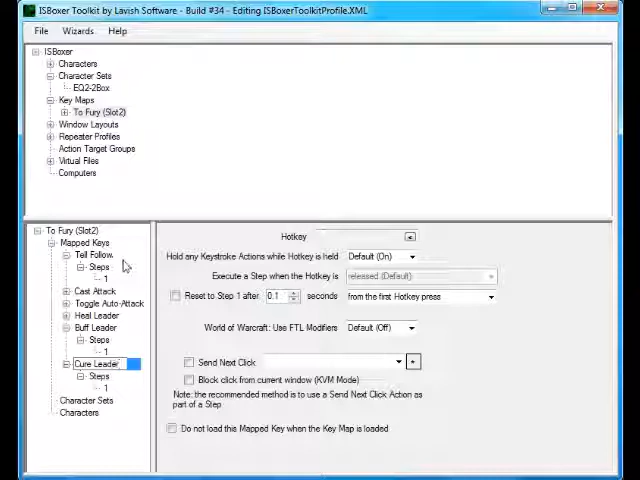 ISBoxer Toolkit by Lavish Software - Build #34 - Editing ISBoxerToolkitProfile.XML
File Wizards Help
ISBoxer
Characters
Character Sets
EQ2-2Box
Key Maps
To Fury (Slot2)
Window Layouts
Repeater Profiles
Action Target Groups
Virtual Files
Computers
To Fury (Slot2)
Mapped Keys
Tell Follow
Steps
1
Cast Attack
Toggle Auto-Attack
Heal Leader
Buff Leader
Steps
1
Cure Leader
Steps
1
Character Sets
Characters
Hotkey
Hold any Keystroke Actions while Hotkey is held Default (On)
Execute a Step when the Hotkey is released (Default)
Reset to Step 1 after 0.1 seconds from the first Hotkey press
World of Warcraft: Use FTL Modifiers Default (Off)
Send Next Click
Block click from current window (KVM Mode)
Note: the recommended method is to use a Send Next Click Action as
part of a Step
Do not load this Mapped Key when the Key Map is loaded